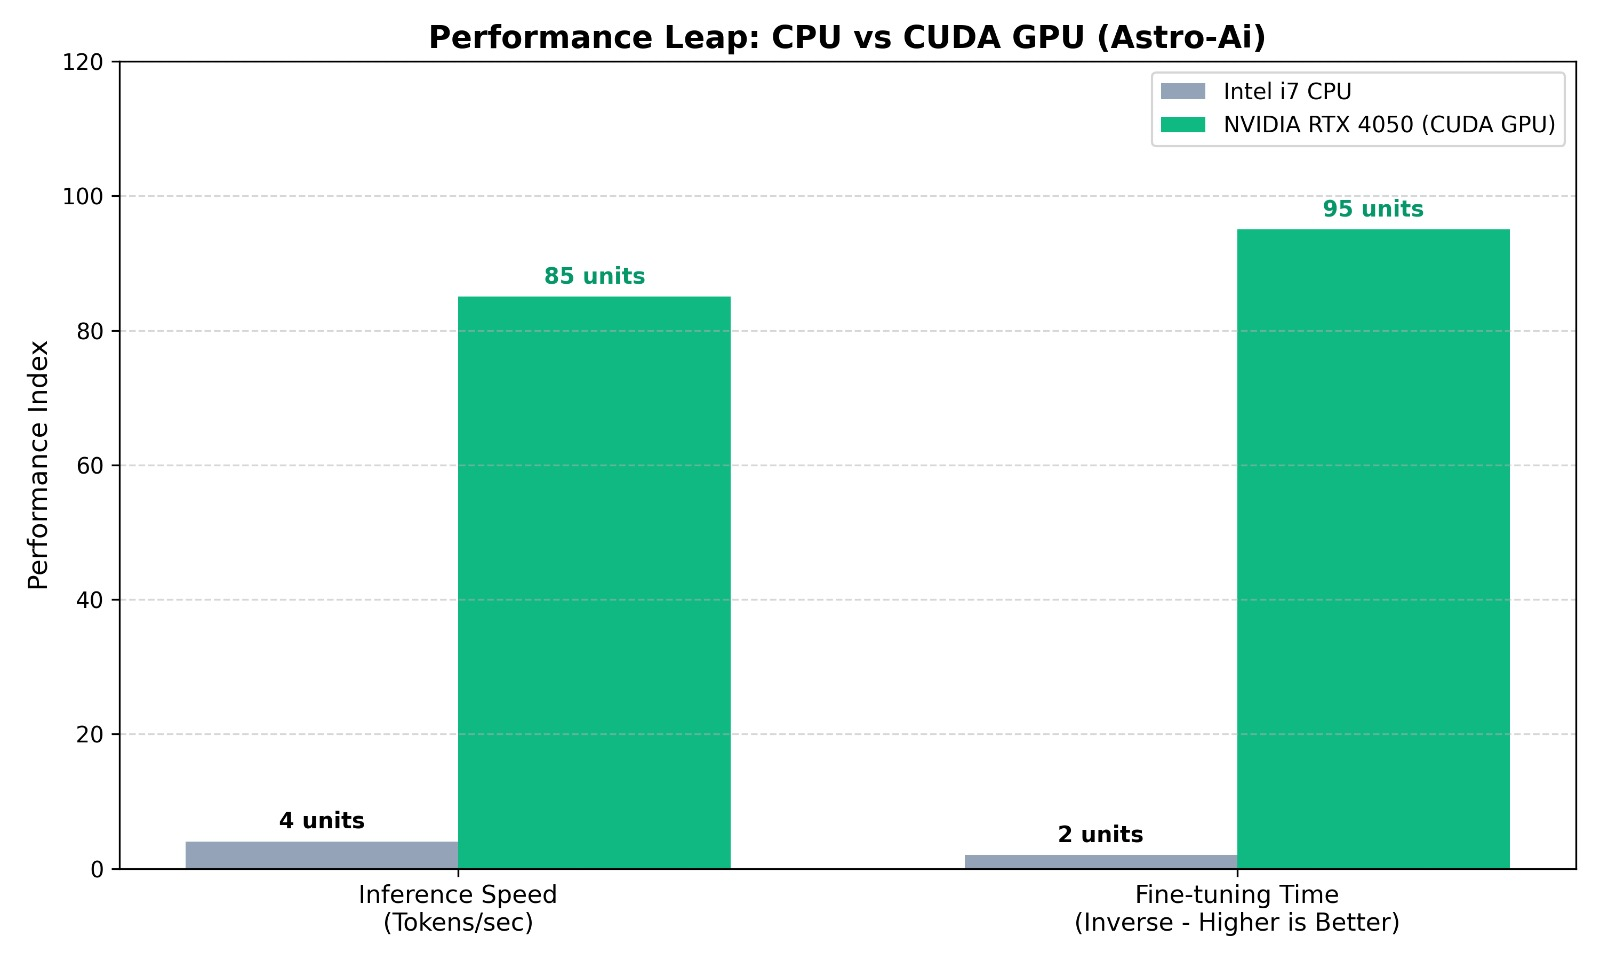 Performance Leap: CPU vs CUDA GPU (Astro-Ai)
Intel i7 CPU
NVIDIA RTX 4050 (CUDA GPU)
Performance Index
120
100
80
60
40
20
0
4 units
85 units
2 units
95 units
Inference Speed
(Tokens/sec)
Fine-tuning Time
(Inverse - Higher is Better)